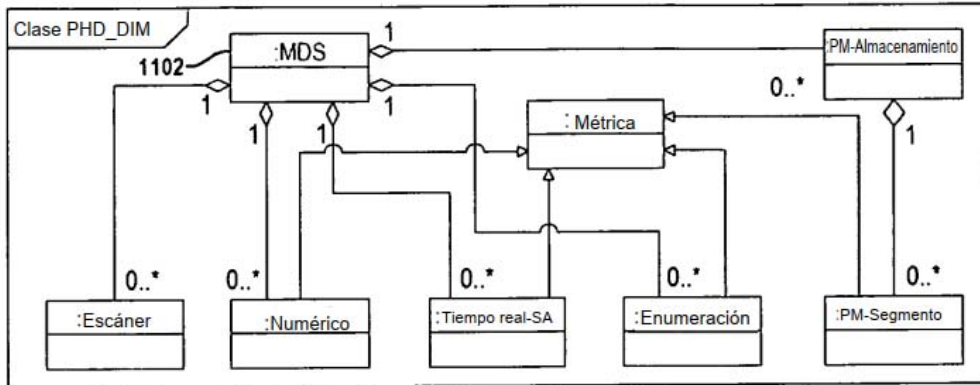 Clase PHD_DIM
1102
:MDS
1
:PM-Almacenamiento
1
1
1
1
0..*
1
: Métrica
0..*
0..*
0..*
0..*
0..*
:Escáner
:Numérico
:Tiempo real-SA
:Enumeración
:PM-Segmento